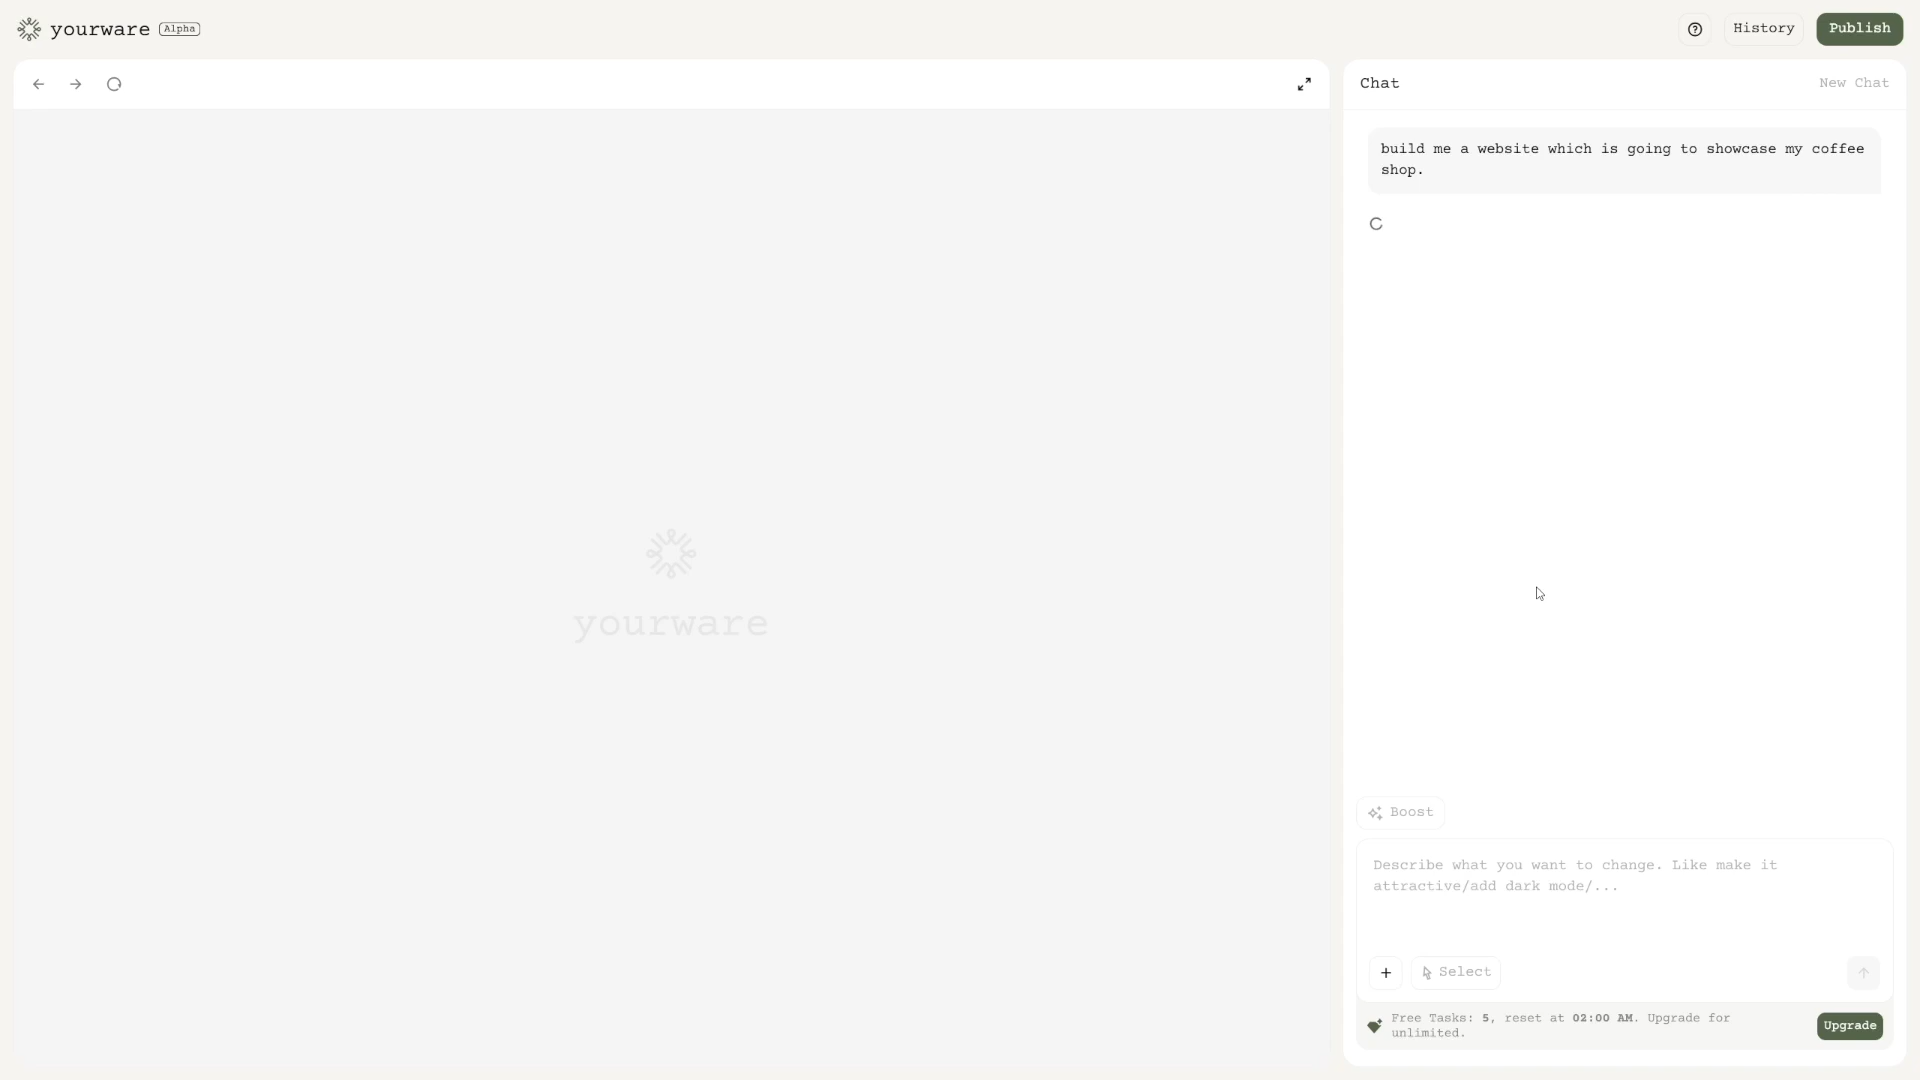 yourware Alpha
History
Publish
Chat
New Chat
build me a website which is going to showcase my coffee
shop.
yourware
Boost
Describe what you want to change. Like make it
attractive/add dark mode/...
Select
Free Tasks: 5, reset at 02:00 AM. Upgrade for
unlimited.
Upgrade